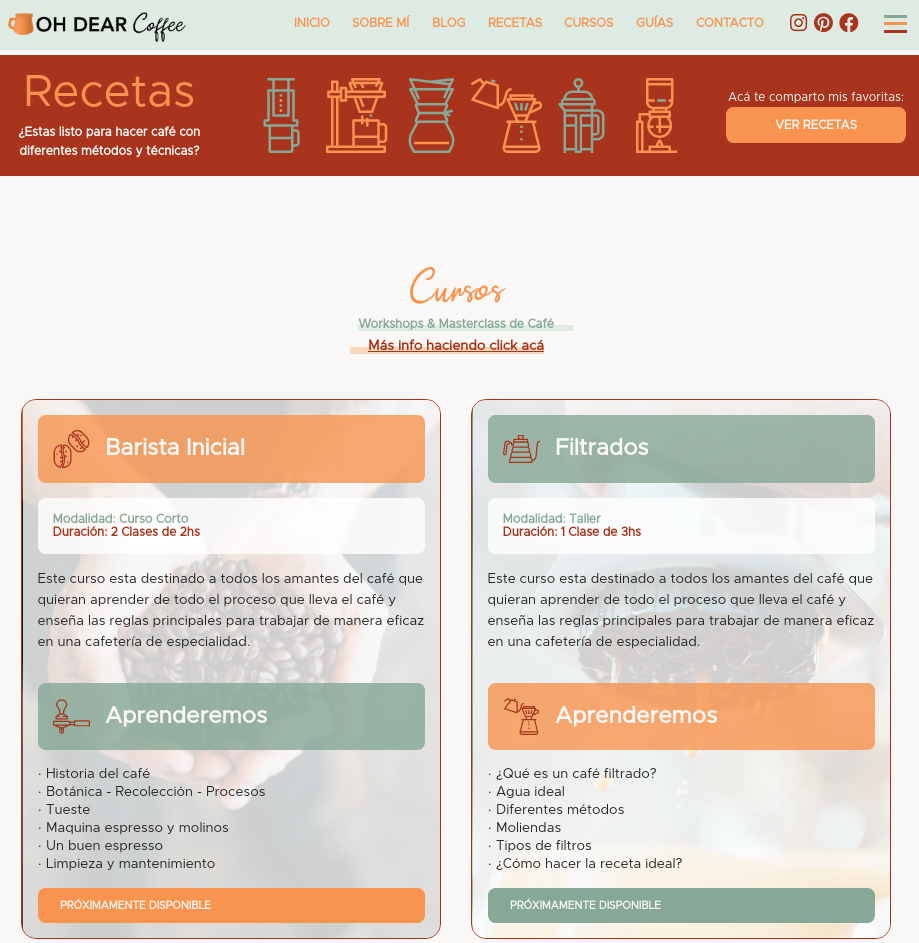 OH DEAR Coffee
INICIO SOBRE MÍ BLOG RECETAS CURSOS GUÍAS CONTACTO
Recetas
¿Estas listo para hacer café con
diferentes métodos y técnicas?
Acá te comparto mis favoritas:
VER RECETAS
Cursos
Workshops & Masterclass de Café
Más info haciendo click acá
Barista Inicial
Modalidad: Curso Corto
Duración: 2 Clases de 2hs
Este curso esta destinado a todos los amantes del café que
quieran aprender de todo el proceso que lleva el café y
enseña las reglas principales para trabajar de manera eficaz
en una cafetería de especialidad.
Aprenderemos
· Historia del café
· Botánica - Recolección - Procesos
· Tueste
· Maquina espresso y molinos
· Un buen espresso
· Limpieza y mantenimiento
PRÓXIMAMENTE DISPONIBLE
Filtrados
Modalidad: Taller
Duración: 1 Clase de 3hs
Este curso esta destinado a todos los amantes del café que
quieran aprender de todo el proceso que lleva el café y
enseña las reglas principales para trabajar de manera eficaz
en una cafetería de especialidad.
Aprenderemos
· ¿Qué es un café filtrado?
· Agua ideal
· Diferentes métodos
· Moliendas
· Tipos de filtros
· ¿Cómo hacer la receta ideal?
PRÓXIMAMENTE DISPONIBLE